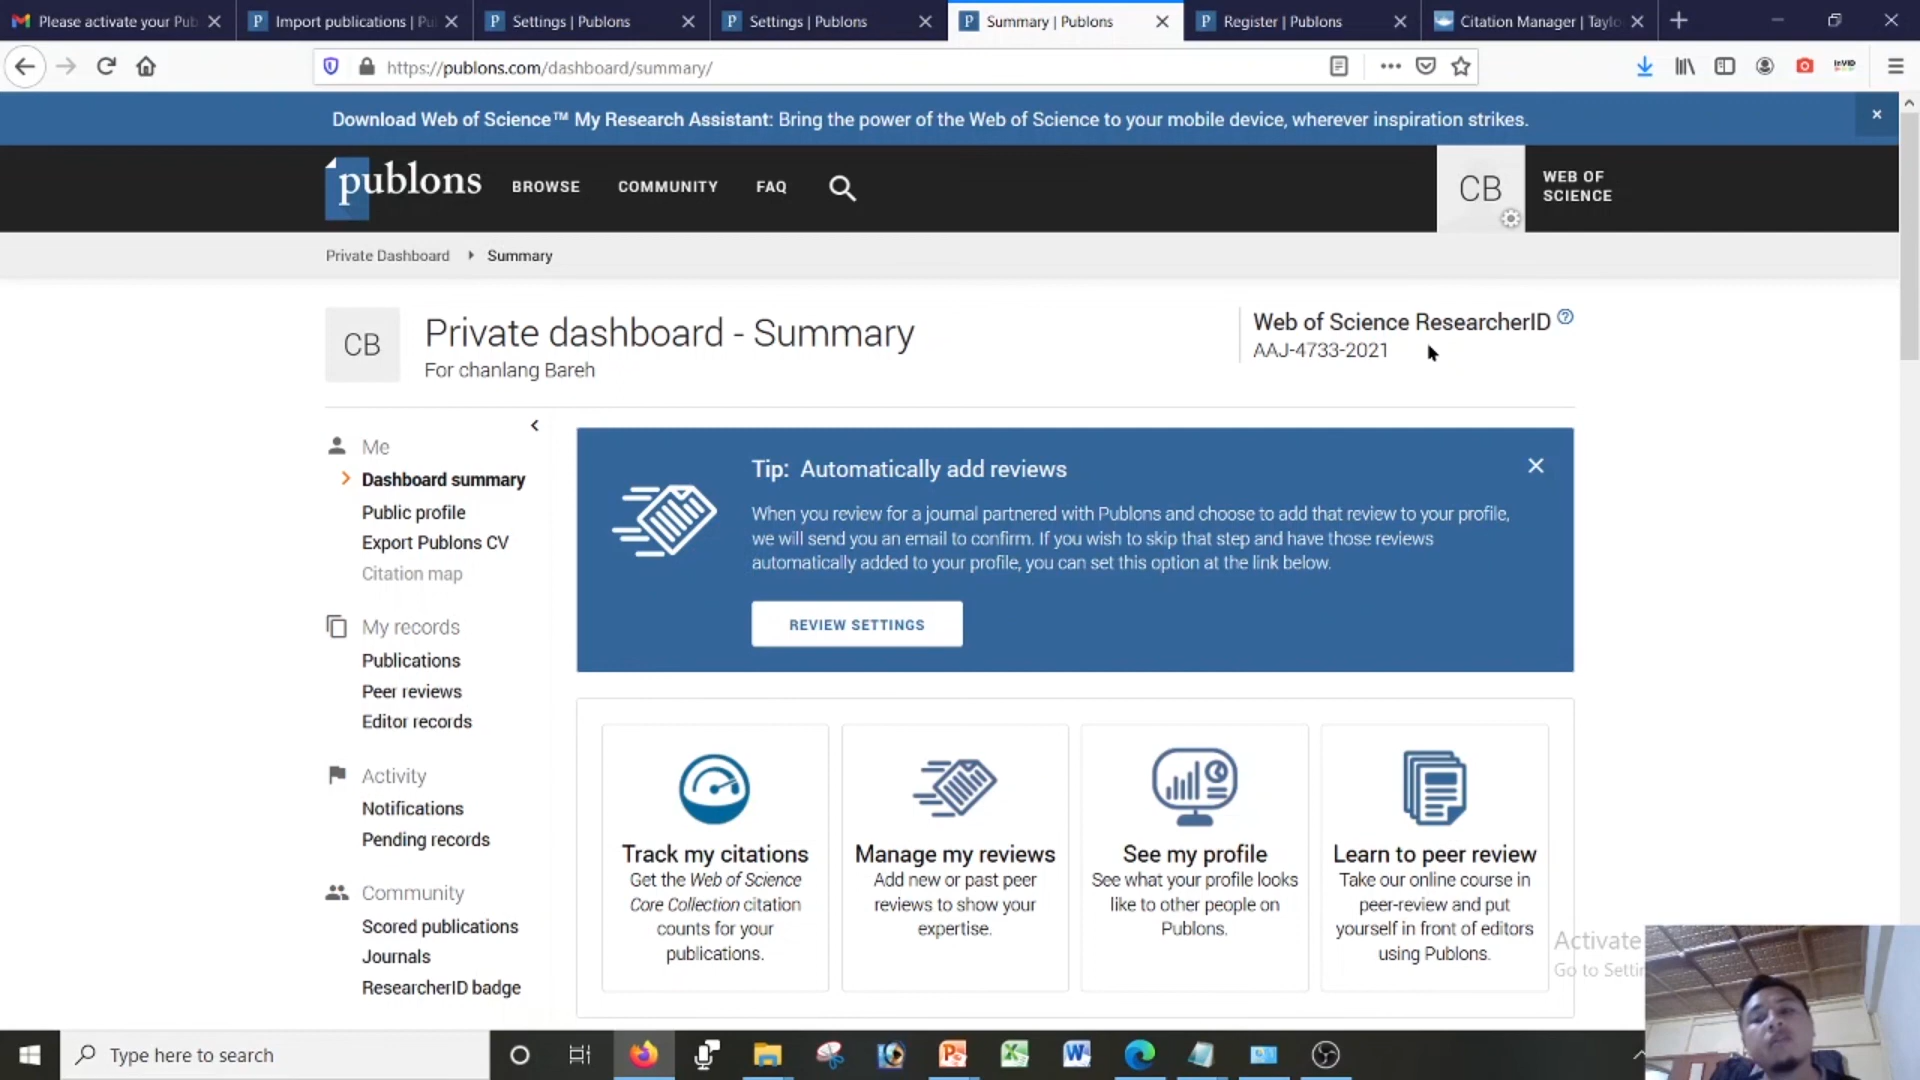 Please activate your Pub
Import publications | Pu
Settings | Publons
Settings | Publons
Summary | Publons
Register | Publons
Citation Manager | Taylo
https://publons.com/dashboard/summary/
InVID
Download Web of Science™ My Research Assistant: Bring the power of the Web of Science to your mobile device, wherever inspiration strikes.
publons
BROWSE
COMMUNITY
FAQ
CB
WEB OF
SCIENCE
Private Dashboard
Summary
CB
Private dashboard - Summary
For chanlang Bareh
Web of Science ResearcherID
AAJ-4733-2021
Me
Dashboard summary
Public profile
Export Publons CV
Citation map
My records
Publications
Peer reviews
Editor records
Activity
Notifications
Pending records
Community
Scored publications
Journals
ResearcherID badge
Tip: Automatically add reviews
When you review for a journal partnered with Publons and choose to add that review to your profile,
we will send you an email to confirm. If you wish to skip that step and have those reviews
automatically added to your profile, you can set this option at the link below.
REVIEW SETTINGS
Track my citations
Get the Web of Science
Core Collection citation
counts for your
publications.
Manage my reviews
Add new or past peer
reviews to show your
expertise.
See my profile
See what your profile looks
like to other people on
Publons.
Learn to peer review
Take our online course in
peer-review and put
yourself in front of editors
using Publons.
Activate
Go to Setti
Type here to search